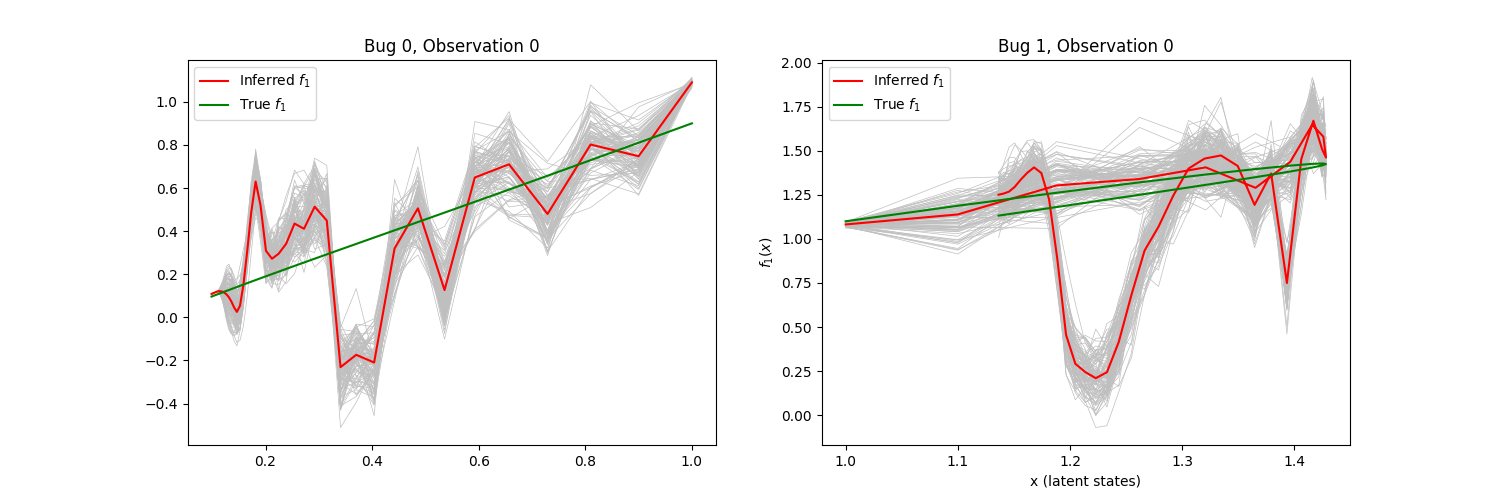 Bug 0, Observation 0
Inferred f₁
True f₁
1.0
0.8
0.6
0.4
0.2
0.0
−0.2
−0.4
0.2 0.4 0.6 0.8 1.0
Bug 1, Observation 0
Inferred f₁
True f₁
f₁(x)
2.00
1.75
1.50
1.25
1.00
0.75
0.50
0.25
0.00
1.0 1.1 1.2 1.3 1.4
x (latent states)